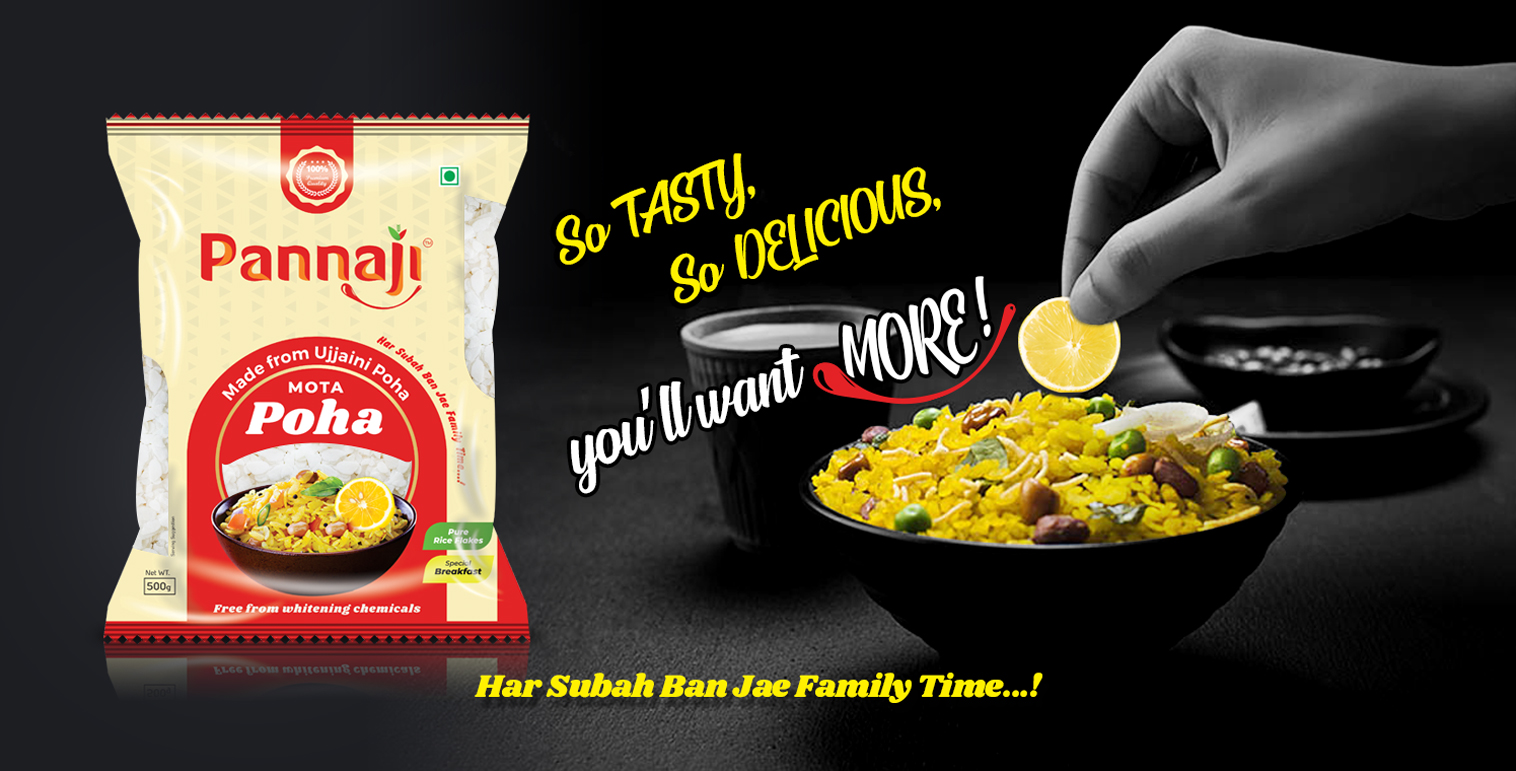 100%
Premium
Quality
Pannaji
TM
Made from Ujjaini Poha
Har Subah Ban Jae Family Time...!
MOTA
Poha
Pure
Rice Flakes
Special
Breakfast
Serving Suggestion
Net WT.
500g
Free from whitening chemicals
So TASTY,
So DELICIOUS,
you'll want MORE!
Har Subah Ban Jae Family Time...!